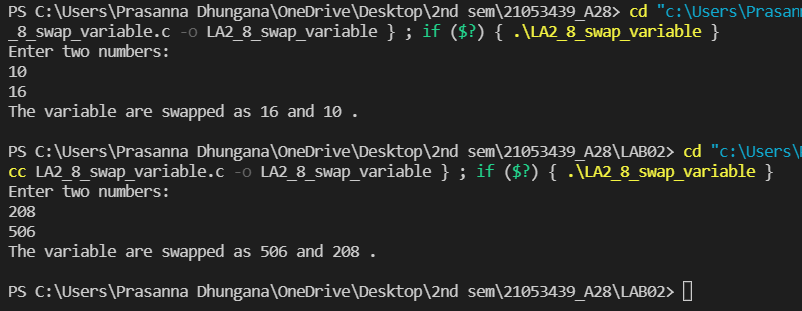 PS C:\Users\Prasanna Dhungana\OneDrive\Desktop\2nd sem\21053439_A28> cd "c:\Users\Prasann
_8_swap_variable.c -o LA2_8_swap_variable } ; if ($?) { .\LA2_8_swap_variable }
Enter two numbers:
10
16
The variable are swapped as 16 and 10 .
PS C:\Users\Prasanna Dhungana\OneDrive\Desktop\2nd sem\21053439_A28\LAB02> cd "c:\Users\
cc LA2_8_swap_variable.c -o LA2_8_swap_variable } ; if ($?) { .\LA2_8_swap_variable }
Enter two numbers:
208
506
The variable are swapped as 506 and 208 .
PS C:\Users\Prasanna Dhungana\OneDrive\Desktop\2nd sem\21053439_A28\LAB02>